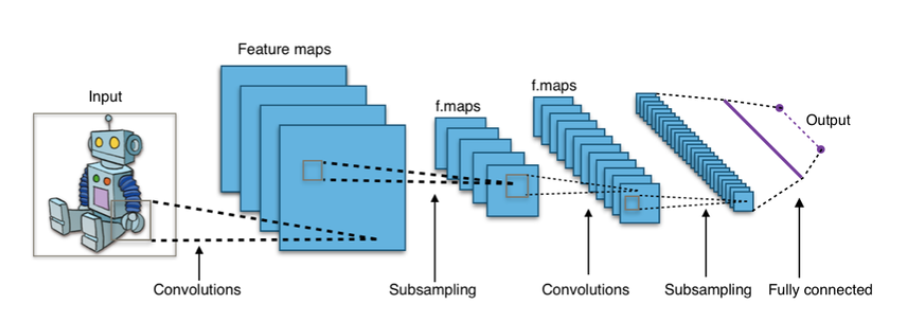 Feature maps
Input
f.maps
f.maps
Output
Convolutions
Subsampling
Convolutions
Subsampling
Fully connected